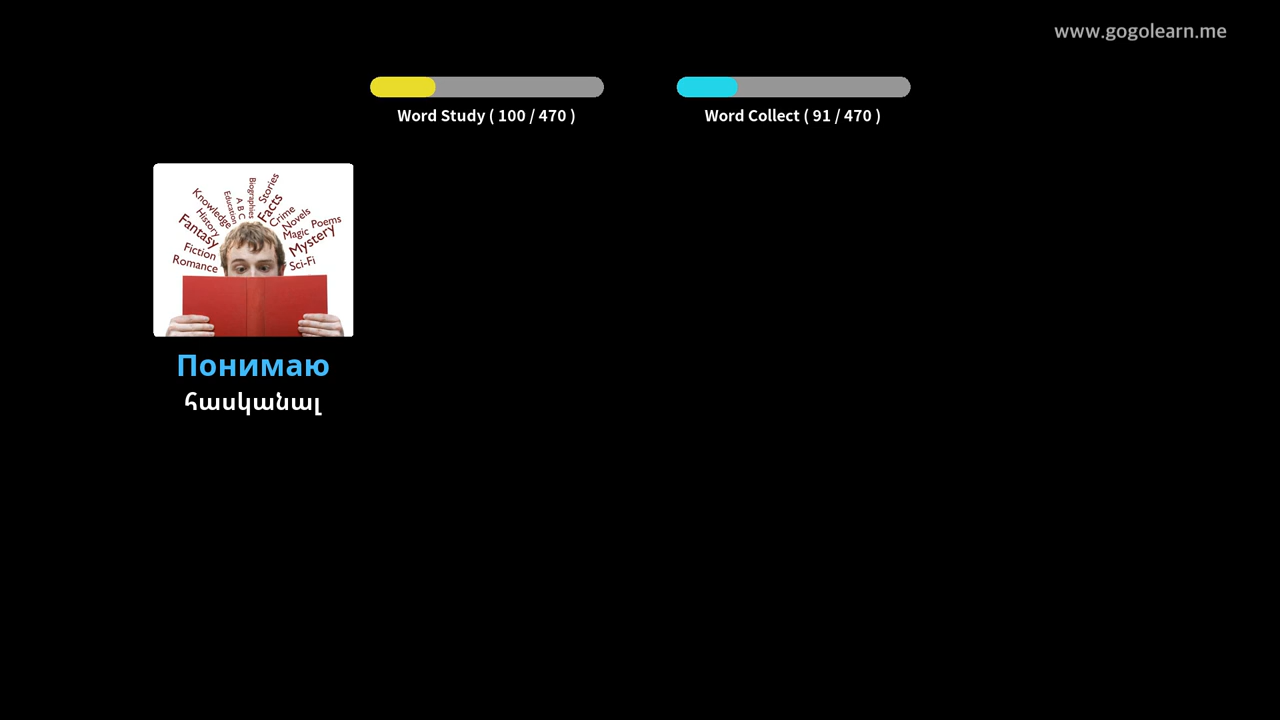 www.gogolearn.me
Word Study ( 100 / 470 )
Word Collect ( 91 / 470 )
Stories
Biographies
Facts
A B C
Education
Knowledge
Crime
History
Novels
Fantasy
Poems
Magic
Mystery
Fiction
Romance
Sci-Fi
Понимаю
հասկանալ